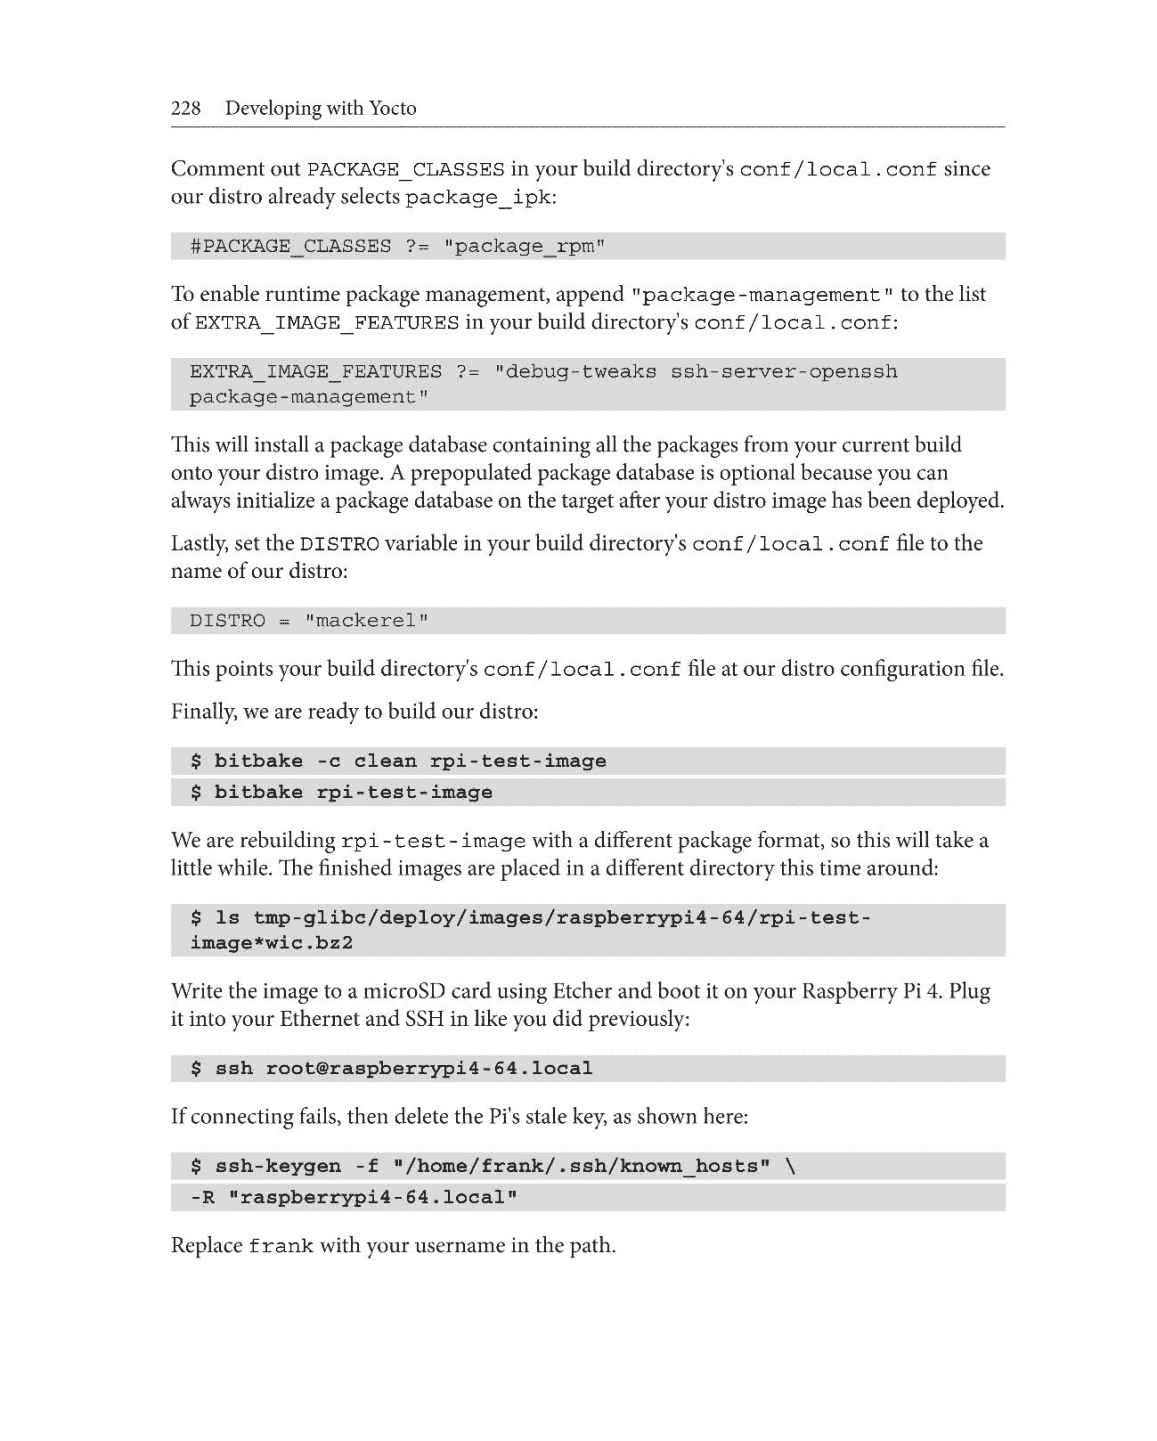 228 Developing with Yocto
Comment out PACKAGE_CLASSES in your build directory's conf/local.conf since
our distro already selects package_ipk:
#PACKAGE_CLASSES ?= "package_rpm"
To enable runtime package management, append "package-management" to the list
of EXTRA_IMAGE_FEATURES in your build directory's conf/local.conf:
EXTRA_IMAGE_FEATURES ?= "debug-tweaks ssh-server-openssh
package-management"
This will install a package database containing all the packages from your current build
onto your distro image. A prepopulated package database is optional because you can
always initialize a package database on the target after your distro image has been deployed.
Lastly, set the DISTRO variable in your build directory's conf/local.conf file to the
name of our distro:
DISTRO = "mackerel"
This points your build directory's conf/local.conf file at our distro configuration file.
Finally, we are ready to build our distro:
$ bitbake -c clean rpi-test-image
$ bitbake rpi-test-image
We are rebuilding rpi-test-image with a different package format, so this will take a
little while. The finished images are placed in a different directory this time around:
$ ls tmp-glibc/deploy/images/raspberrypi4-64/rpi-test-
image*wic.bz2
Write the image to a microSD card using Etcher and boot it on your Raspberry Pi 4. Plug
it into your Ethernet and SSH in like you did previously:
$ ssh root@raspberrypi4-64.local
If connecting fails, then delete the Pi's stale key, as shown here:
$ ssh-keygen -f "/home/frank/.ssh/known_hosts" \
-R "raspberrypi4-64.local"
Replace frank with your username in the path.